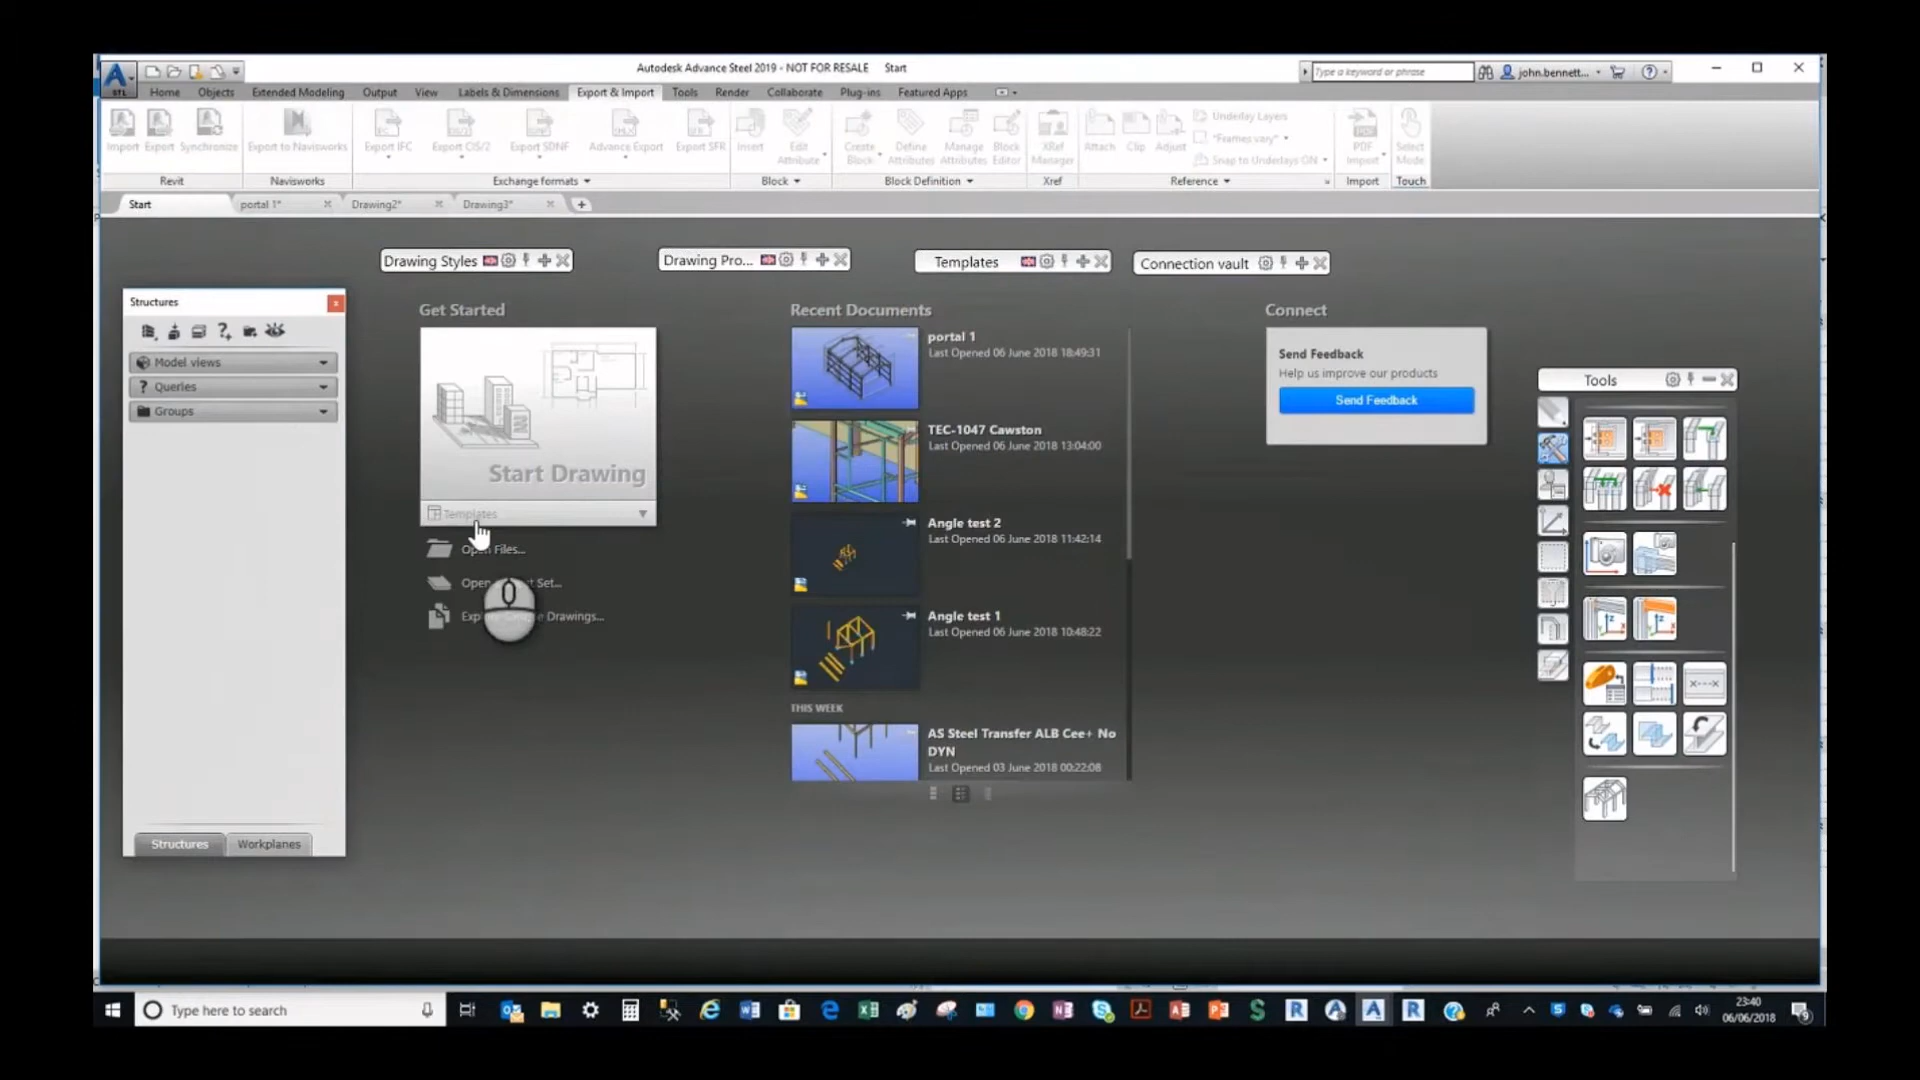 Autodesk Advance Steel 2019 - NOT FOR RESALE Start
Type a keyword or phrase
john.bennett...
STL
Home Objects Extended Modeling Output View Labels & Dimensions Export & Import Tools Render Collaborate Plug-ins Featured Apps
Import Export Synchronize
Export to Navisworks
Export IFC Export CIS/2 Export SDNF Advance Export Export SFR
Insert Edit Attribute
Create Block Define Attributes Manage Attributes Block Editor
XRef Manager
Attach Clip Adjust
Underlay Layers
*Frames vary*
Snap to Underlays ON
PDF Import
Select Mode
Revit Navisworks Exchange formats Block Block Definition Xref Reference Import Touch
Start portal 1* Drawing2* Drawing3*
Drawing Styles
Drawing Pro...
Templates
Connection vault
Structures
Model views
Queries
Groups
Structures Workplanes
Get Started
Start Drawing
Templates
Open Files...
Open Set...
Drawings...
Recent Documents
portal 1
Last Opened 06 June 2018 18:49:31
TEC-1047 Cawston
Last Opened 06 June 2018 13:04:00
Angle test 2
Last Opened 06 June 2018 11:42:14
Angle test 1
Last Opened 06 June 2018 10:48:22
THIS WEEK
AS Steel Transfer ALB Cee+ No
DYN
Last Opened 03 June 2018 00:22:08
Connect
Send Feedback
Help us improve our products
Send Feedback
Tools
Type here to search
23:40
06/06/2018